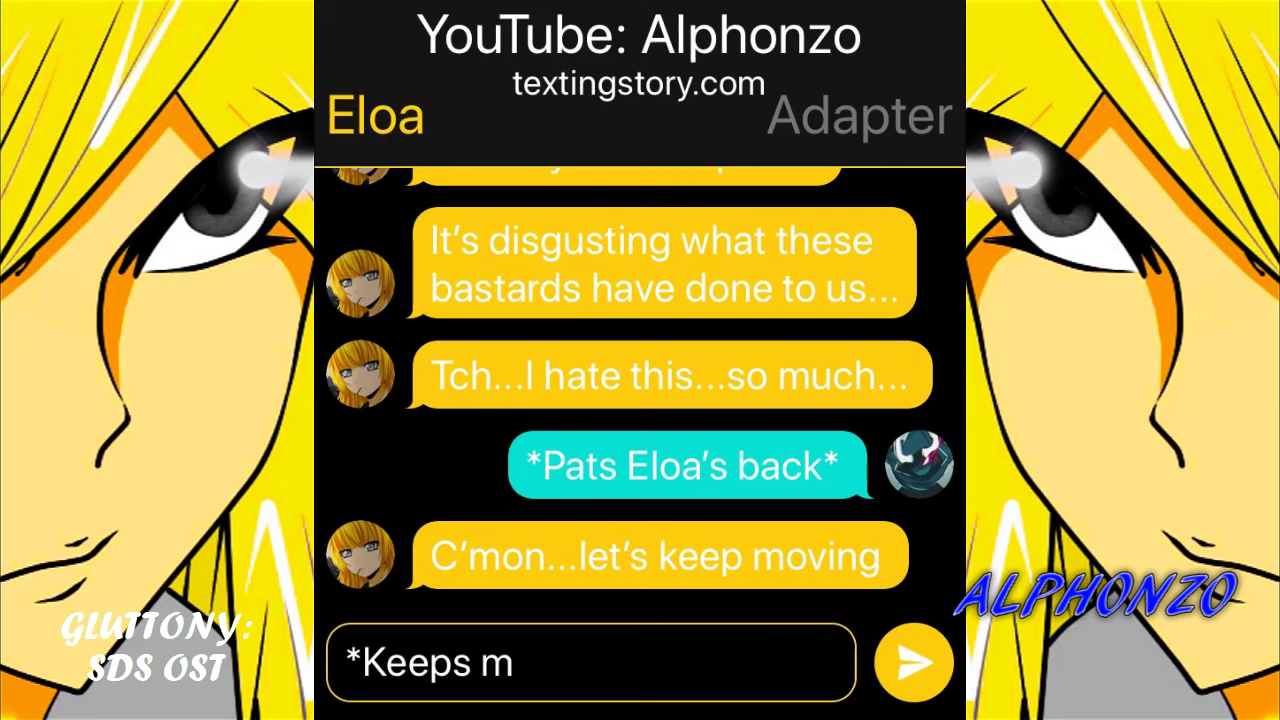 YouTube: Alphonzo
textingstory.com
Eloa
Adapter
It's disgusting what these
bastards have done to us...
Tch...I hate this...so much...
*Pats Eloa's back*
C'mon...let's keep moving
*Keeps m
GLUTTONY:
SDS OST
ALPHONZO